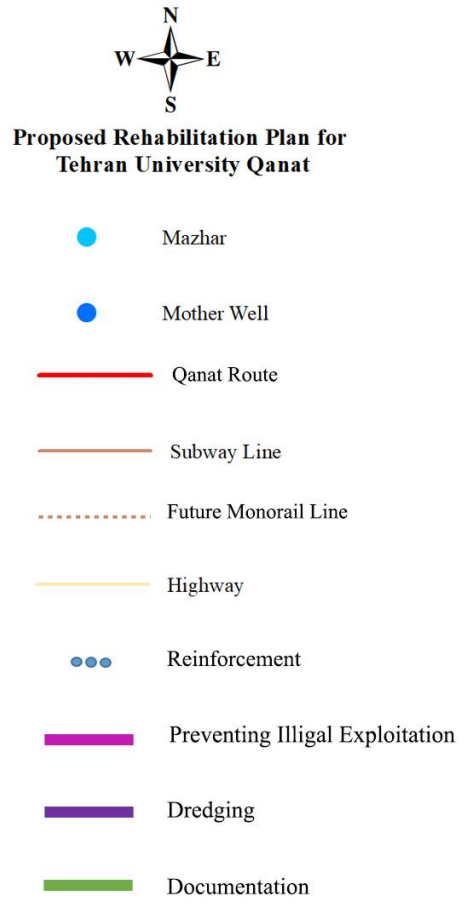 N
W E
S
Proposed Rehabilitation Plan for
Tehran University Qanat
Mazhar
Mother Well
Qanat Route
Subway Line
Future Monorail Line
Highway
Reinforcement
Preventing Illigal Exploitation
Dredging
Documentation